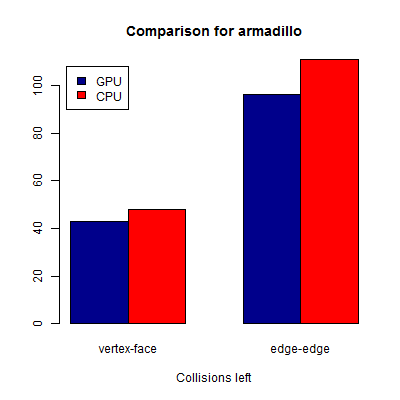 Comparison for armadillo
GPU
CPU
100
80
60
40
20
0
vertex-face edge-edge
Collisions left